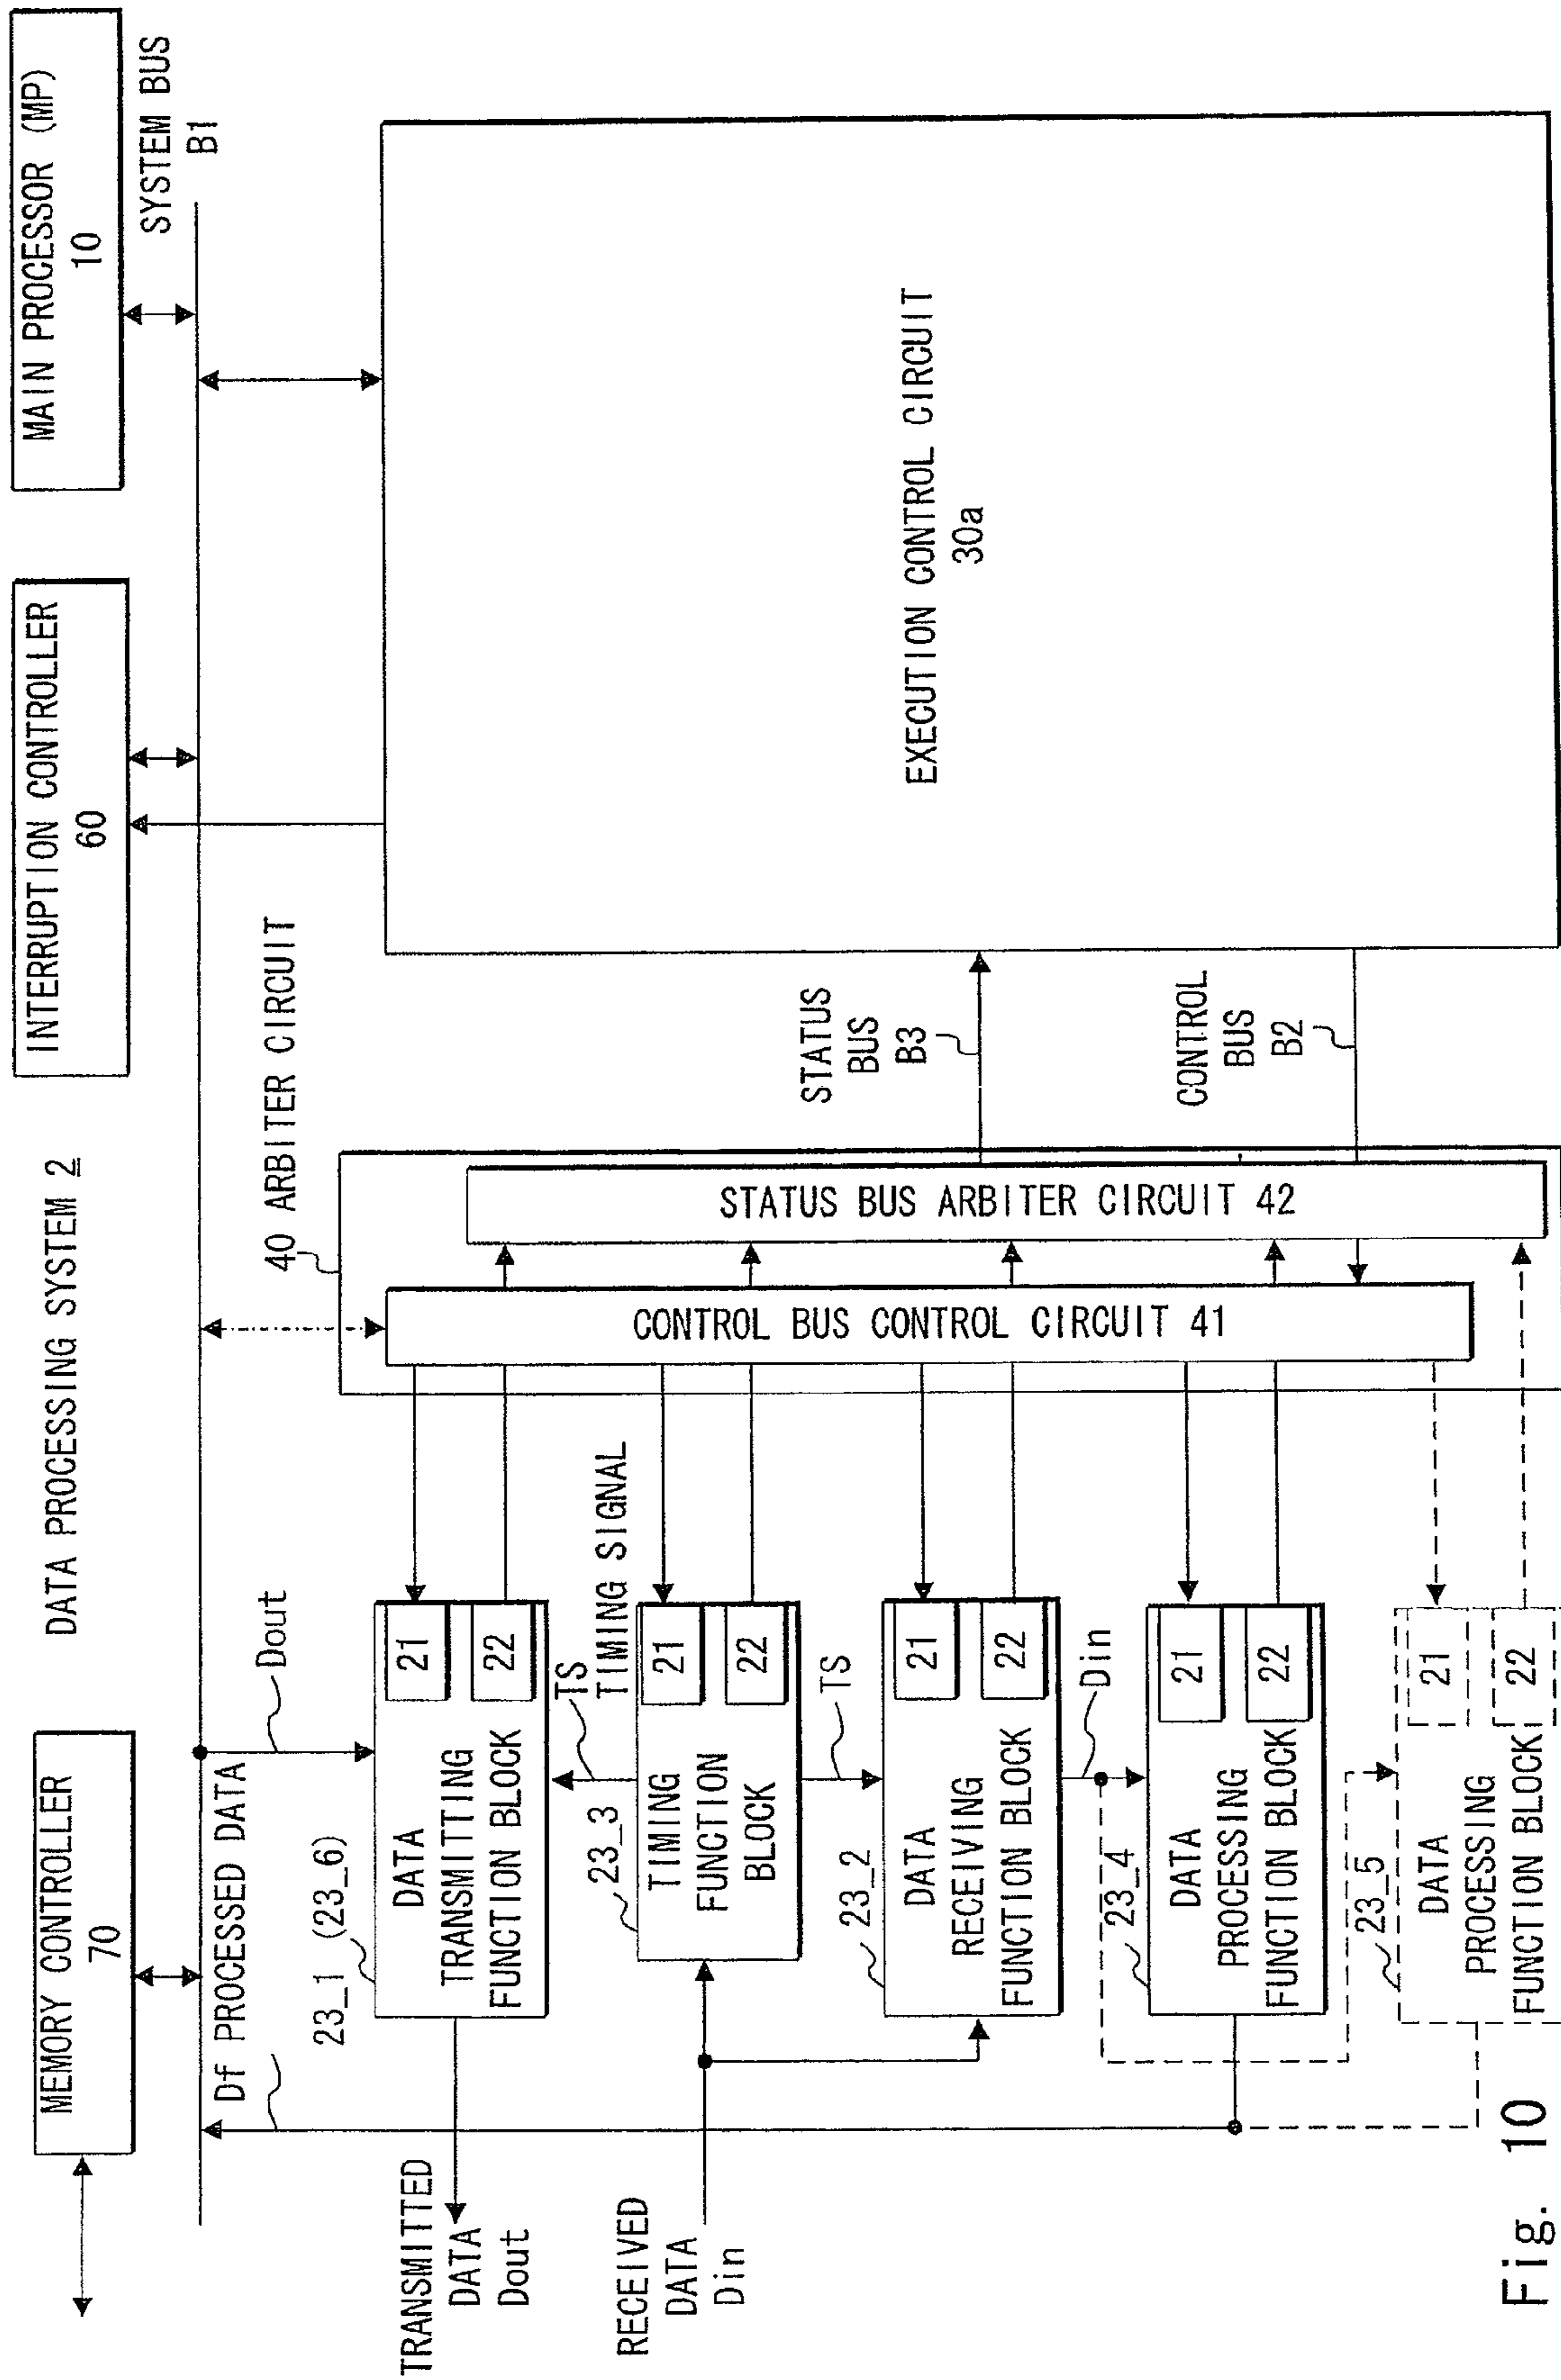 DATA PROCESSING SYSTEM 2
MEMORY CONTROLLER
70
INTERRUPTION CONTROLLER
60
MAIN PROCESSOR (MP)
10
SYSTEM BUS
B1
Df PROCESSED DATA
Dout
40 ARBITER CIRCUIT
23_1 (23_6)
DATA
TRANSMITTING
FUNCTION BLOCK
21
22
TRANSMITTED
DATA
Dout
TS
TIMING SIGNAL
23_3
TIMING
FUNCTION
BLOCK
21
22
RECEIVED
DATA
Din
TS
23_2
DATA
RECEIVING
FUNCTION BLOCK
21
22
Din
23_4
DATA
PROCESSING
FUNCTION BLOCK
21
22
23_5
DATA
PROCESSING
FUNCTION BLOCK
21
22
CONTROL BUS CONTROL CIRCUIT 41
STATUS BUS ARBITER CIRCUIT 42
STATUS
BUS
B3
CONTROL
BUS
B2
EXECUTION CONTROL CIRCUIT
30a
Fig. 10